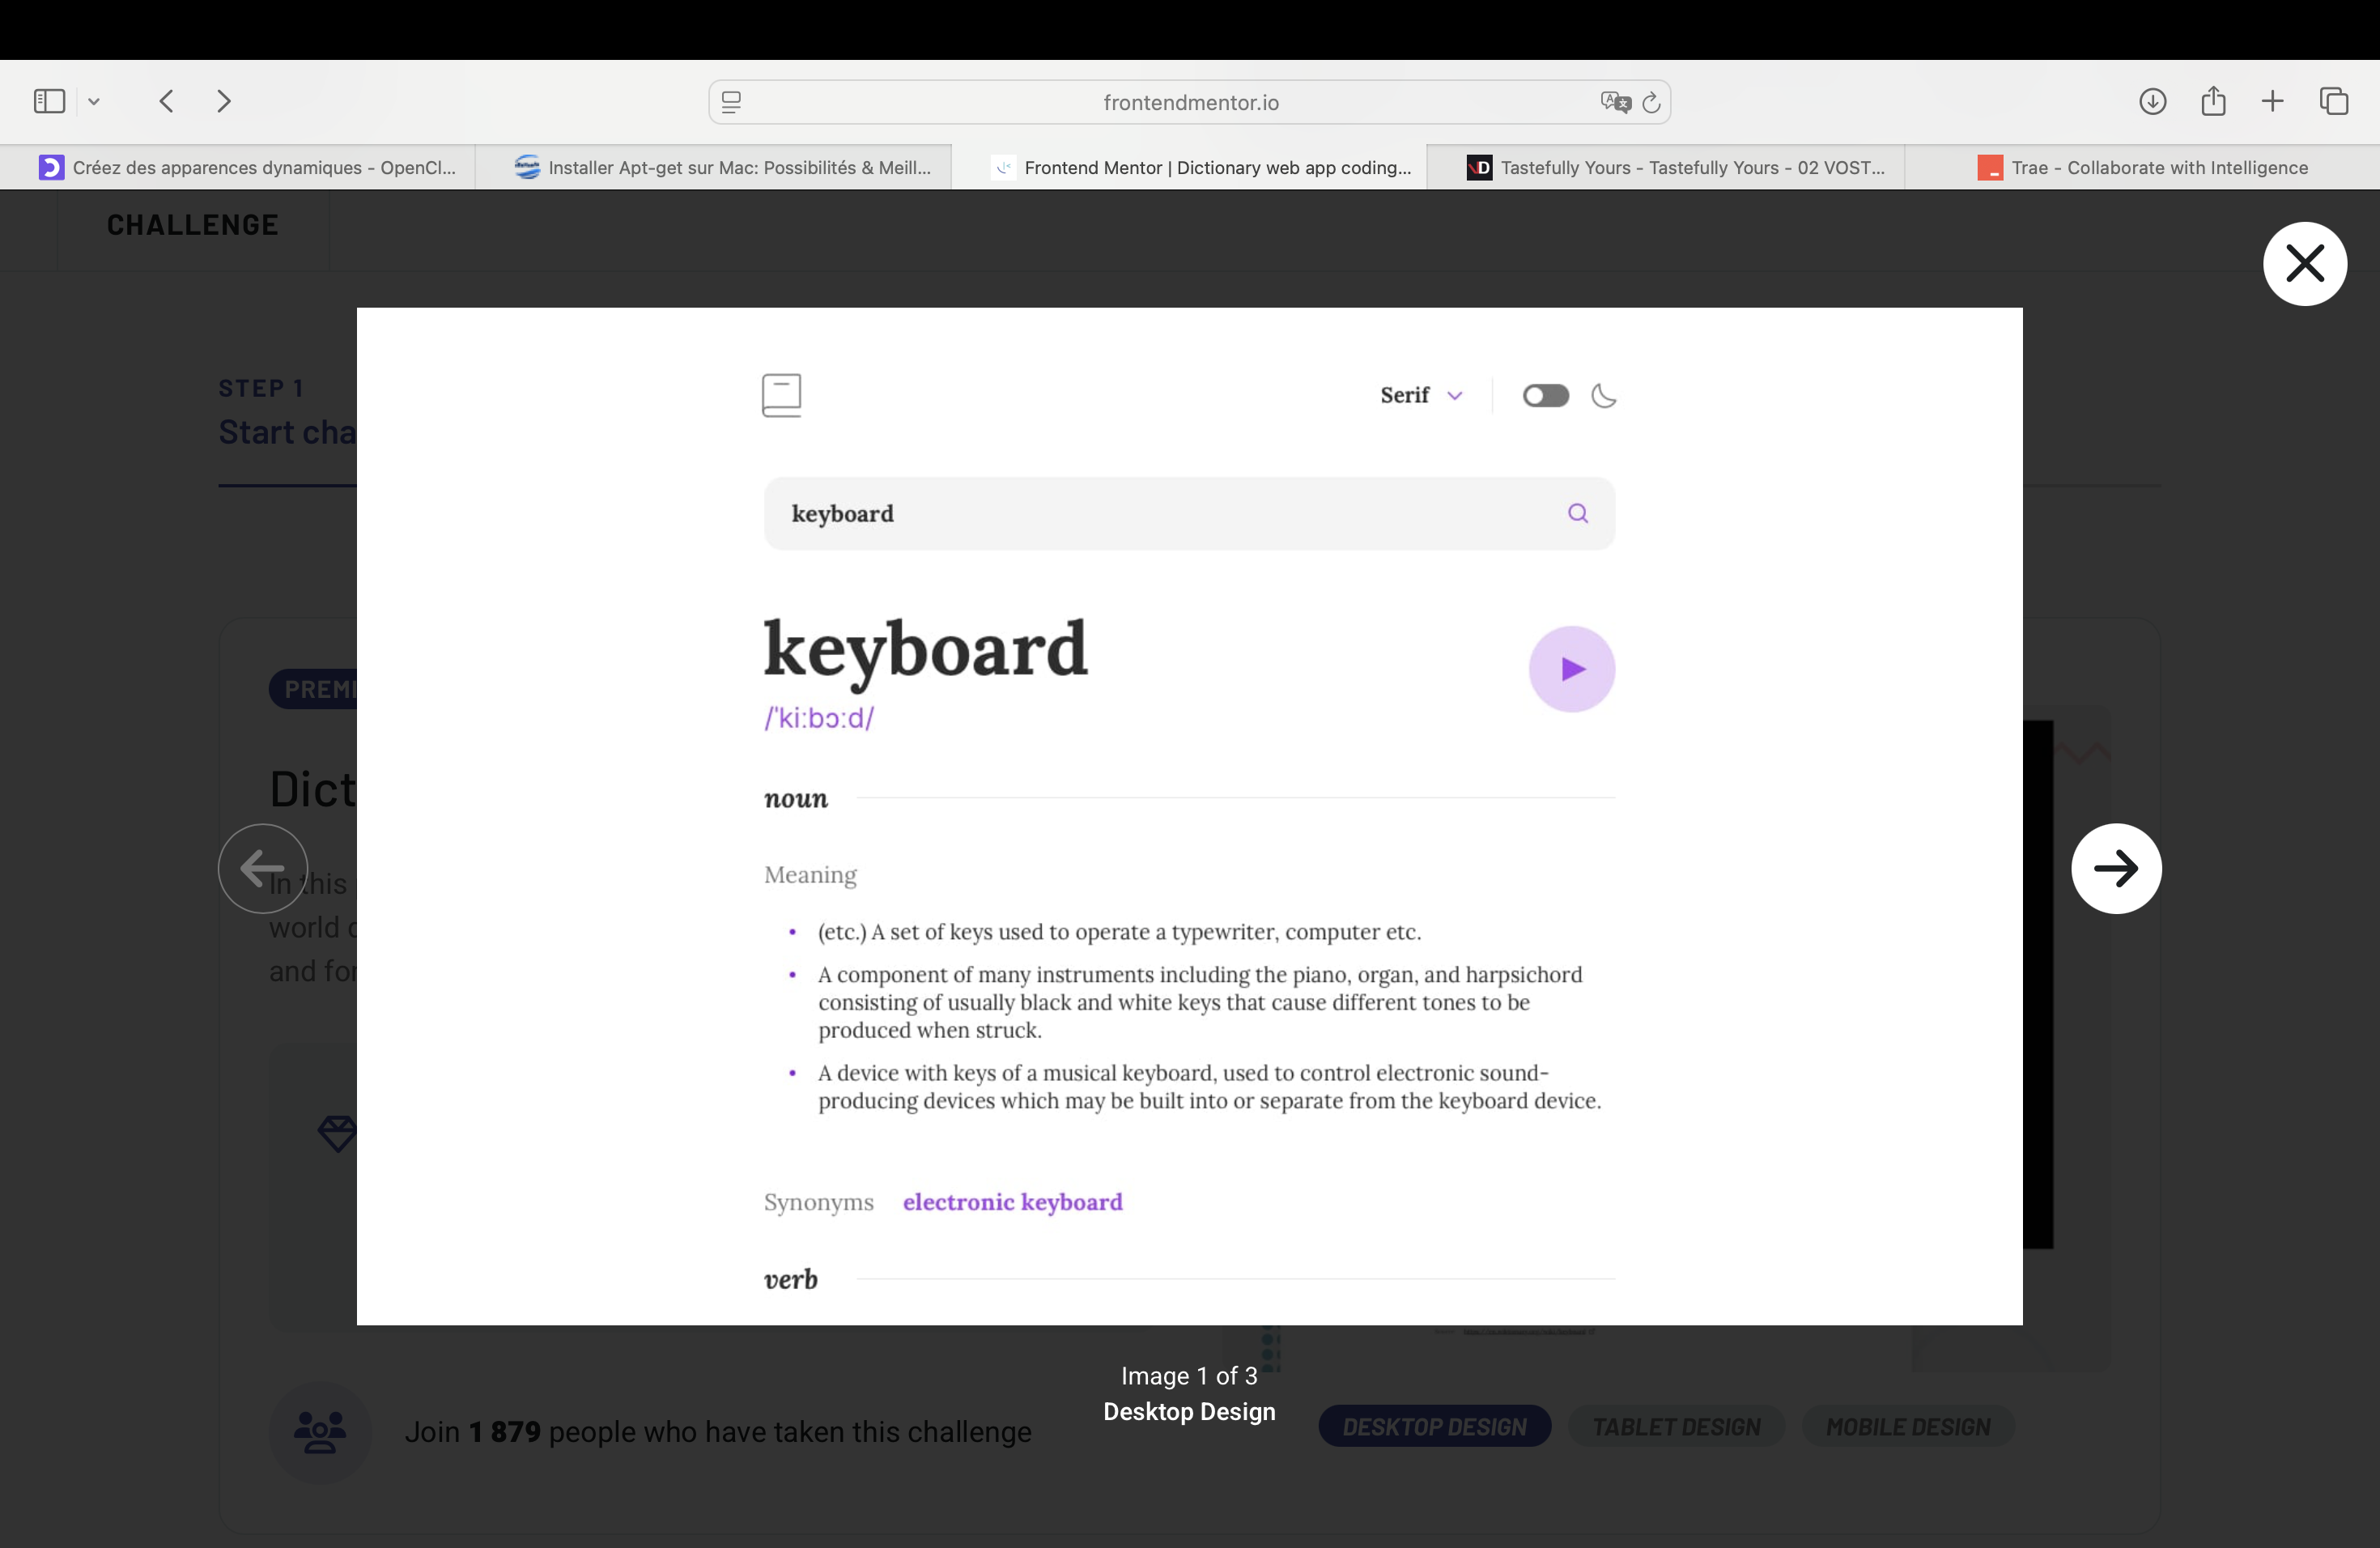 frontendmentor.io
Créez des apparences dynamiques - OpenCl...
Installer Apt-get sur Mac: Possibilités & Meill...
Frontend Mentor | Dictionary web app coding...
Tastefully Yours - Tastefully Yours - 02 VOST...
Trae - Collaborate with Intelligence
CHALLENGE
STEP 1
Start cha
Serif
keyboard
keyboard
/ˈkiːbɔːd/
PREMI
Dict
noun
In this
world
and for
Meaning
(etc.) A set of keys used to operate a typewriter, computer etc.
A component of many instruments including the piano, organ, and harpsichord
consisting of usually black and white keys that cause different tones to be
produced when struck.
A device with keys of a musical keyboard, used to control electronic sound-
producing devices which may be built into or separate from the keyboard device.
Synonyms electronic keyboard
verb
Image 1 of 3
Desktop Design
Join 1 879 people who have taken this challenge
DESKTOP DESIGN
TABLET DESIGN
MOBILE DESIGN